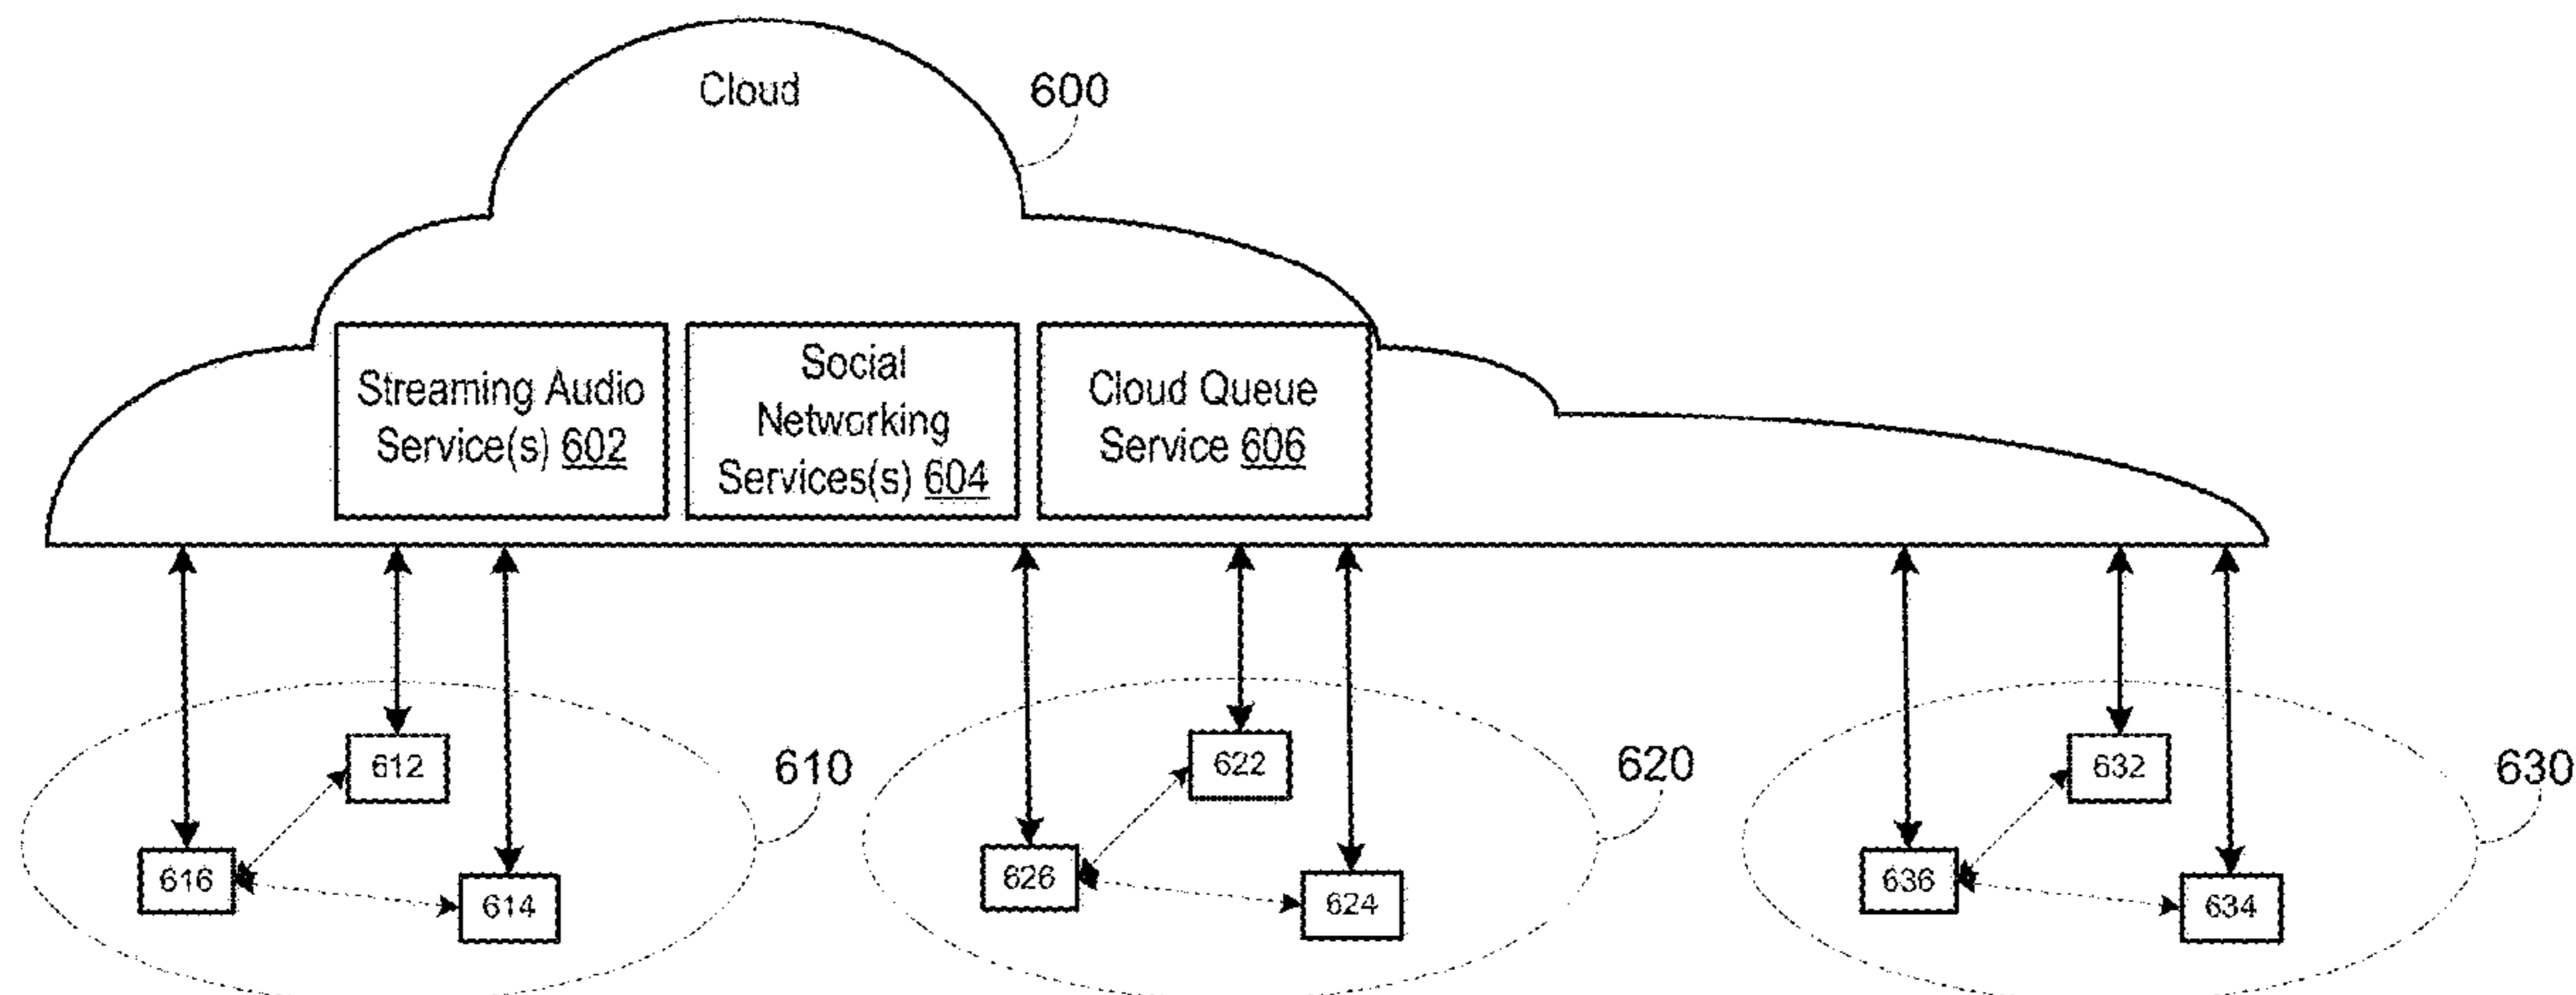 Cloud
600
Streaming Audio
Service(s) 602
Social
Networking
Services(s) 604
Cloud Queue
Service 606
612
610
616
614
622
620
626
624
632
630
636
634